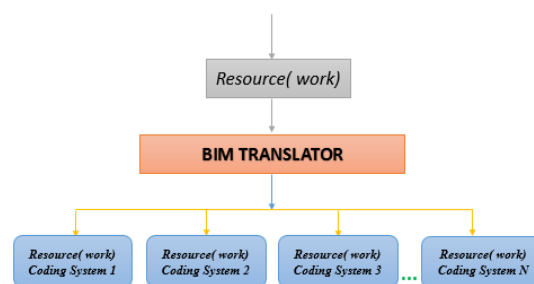 Resource( work)
BIM TRANSLATOR
Resource( work)
Coding System 1
Resource( work)
Coding System 2
Resource( work)
Coding System 3
...
Resource( work)
Coding System N